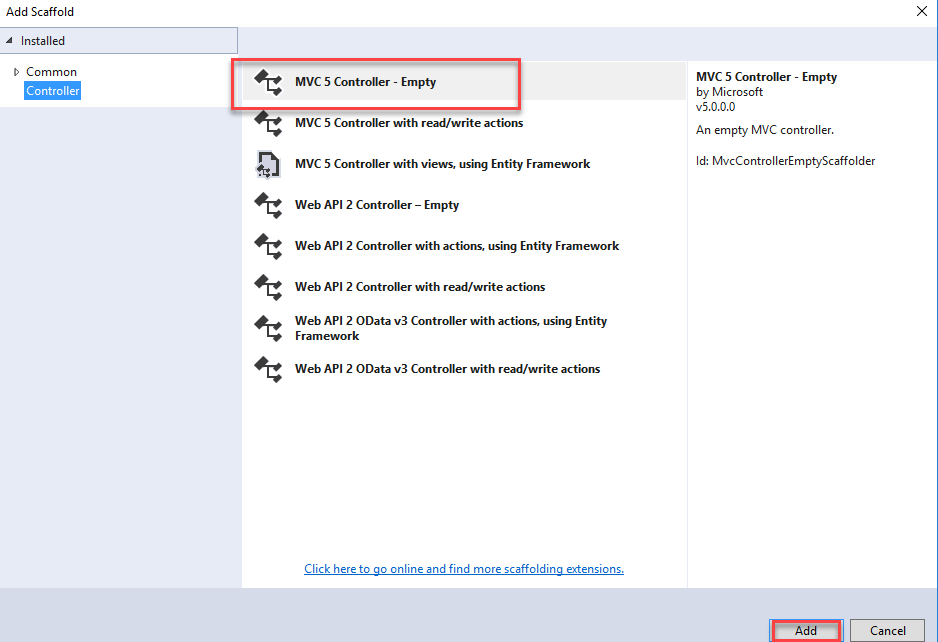 Add Scaffold
Installed
Common
Controller
MVC 5 Controller - Empty
MVC 5 Controller with read/write actions
MVC 5 Controller with views, using Entity Framework
Web API 2 Controller – Empty
Web API 2 Controller with actions, using Entity Framework
Web API 2 Controller with read/write actions
Web API 2 OData v3 Controller with actions, using Entity
Framework
Web API 2 OData v3 Controller with read/write actions
Click here to go online and find more scaffolding extensions.
MVC 5 Controller - Empty
by Microsoft
v5.0.0.0
An empty MVC controller.
Id: MvcControllerEmptyScaffolder
Add
Cancel